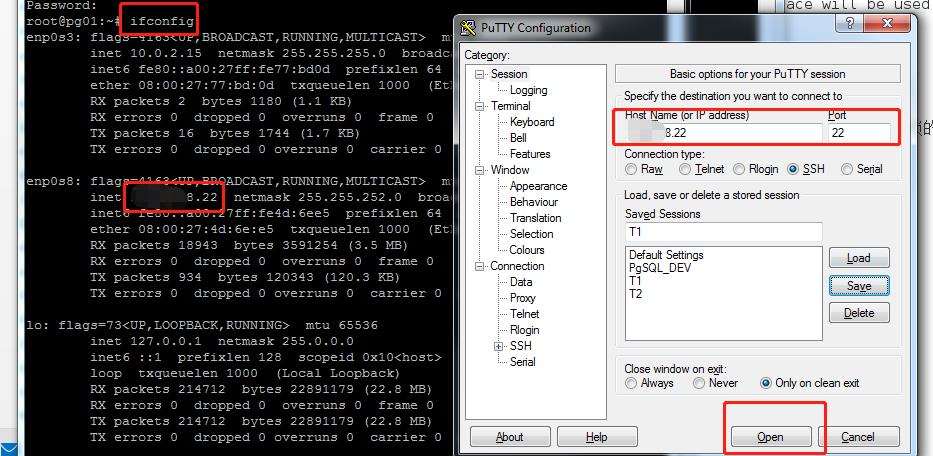 Password:
root@pg01:~# ifconfig
enp0s3: flags=4163<UP,BROADCAST,RUNNING,MULTICAST> mt
inet 10.0.2.15 netmask 255.255.255.0 broadc
inet6 fe80::a00:27ff:fe77:bd0d prefixlen 64
ether 08:00:27:77:bd:0d txqueuelen 1000 (Eth
RX packets 2 bytes 1180 (1.1 KB)
RX errors 0 dropped 0 overruns 0 frame 0
TX packets 16 bytes 1744 (1.7 KB)
TX errors 0 dropped 0 overruns 0 carrier 0
enp0s8: flags=4163<UP,BROADCAST,RUNNING,MULTICAST> mt
inet 8.22 netmask 255.255.252.0 broad
inet6 fe80::a00:27ff:fe4d:6ee5 prefixlen 64
ether 08:00:27:4d:6e:e5 txqueuelen 1000 (Eth
RX packets 18943 bytes 3591254 (3.5 MB)
RX errors 0 dropped 0 overruns 0 frame 0
TX packets 934 bytes 120343 (120.3 KB)
TX errors 0 dropped 0 overruns 0 carrier 0
lo: flags=73<UP,LOOPBACK,RUNNING> mtu 65536
inet 127.0.0.1 netmask 255.0.0.0
inet6 ::1 prefixlen 128 scopeid 0x10<host>
loop txqueuelen 1000 (Local Loopback)
RX packets 214712 bytes 22891179 (22.8 MB)
RX errors 0 dropped 0 overruns 0 frame 0
TX packets 214712 bytes 22891179 (22.8 MB)
TX errors 0 dropped 0 overruns 0 carrier 0
ace will be used
PuTTY Configuration
Category:
Session
Logging
Terminal
Keyboard
Bell
Features
Window
Appearance
Behaviour
Translation
Selection
Colours
Connection
Data
Proxy
Telnet
Rlogin
SSH
Serial
Basic options for your PuTTY session
Specify the destination you want to connect to
Host Name (or IP address) Port
8.22 22
Connection type:
Raw Telnet Rlogin SSH Serial
Load, save or delete a stored session
Saved Sessions
T1
Default Settings
PgSQL_DEV
T1
T2
Load
Save
Delete
Close window on exit:
Always Never Only on clean exit
About Help Open Cancel